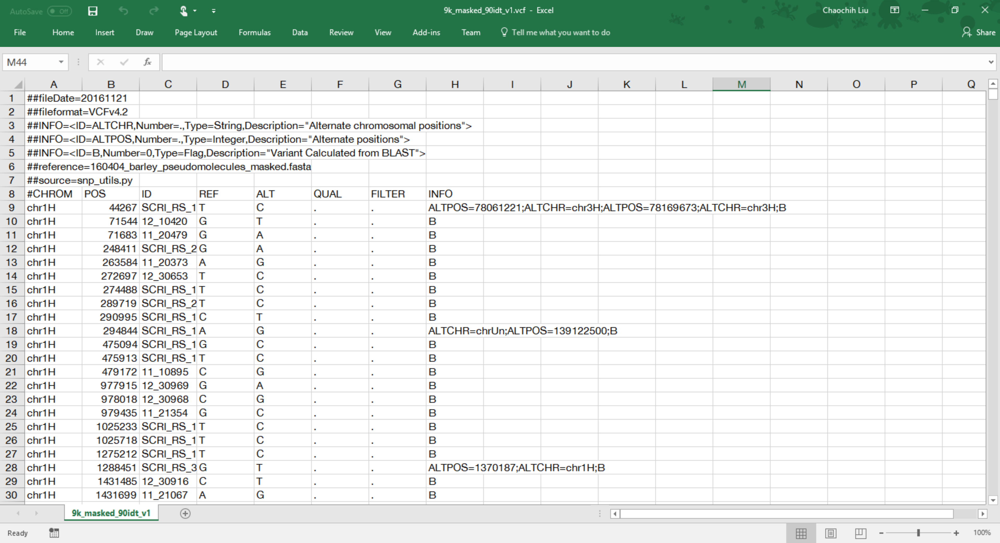 AutoSave Off 9k_masked_90idt_v1.vcf - Excel Chaochih Liu
File Home Insert Draw Page Layout Formulas Data Review View Add-ins Team Tell me what you want to do Share
M44 fx
A B C D E F G H I J K L M N O P Q
1 ##fileDate=20161121
2 ##fileformat=VCFv4.2
3 ##INFO=<ID=ALTCHR,Number=.,Type=String,Description="Alternate chromosomal positions">
4 ##INFO=<ID=ALTPOS,Number=.,Type=Integer,Description="Alternate positions">
5 ##INFO=<ID=B,Number=0,Type=Flag,Description="Variant Calculated from BLAST">
6 ##reference=160404_barley_pseudomolecules_masked.fasta
7 ##source=snp_utils.py
8 #CHROM POS ID REF ALT QUAL FILTER INFO
9 chr1H 44267 SCRI_RS_1 T C . . ALTPOS=78061221;ALTCHR=chr3H;ALTPOS=78169673;ALTCHR=chr3H;B
10 chr1H 71544 12_10420 G T . . B
11 chr1H 71683 11_20479 G A . . B
12 chr1H 248411 SCRI_RS_2 G A . . B
13 chr1H 263584 11_20373 A G . . B
14 chr1H 272697 12_30653 T C . . B
15 chr1H 274488 SCRI_RS_1 T C . . B
16 chr1H 289719 SCRI_RS_2 T C . . B
17 chr1H 290995 SCRI_RS_1 C T . . B
18 chr1H 294844 SCRI_RS_1 A G . . ALTCHR=chrUn;ALTPOS=139122500;B
19 chr1H 475094 SCRI_RS_1 G C . . B
20 chr1H 475913 SCRI_RS_1 T C . . B
21 chr1H 479172 11_10895 C G . . B
22 chr1H 977915 12_30969 G A . . B
23 chr1H 978018 12_30968 C G . . B
24 chr1H 979435 11_21354 G C . . B
25 chr1H 1025233 SCRI_RS_1 T C . . B
26 chr1H 1025718 SCRI_RS_1 T C . . B
27 chr1H 1275212 SCRI_RS_1 T C . . B
28 chr1H 1288451 SCRI_RS_3 G T . . ALTPOS=1370187;ALTCHR=chr1H;B
29 chr1H 1431485 12_30916 C T . . B
30 chr1H 1431699 11_21067 A G . . B
9k_masked_90idt_v1
Ready 100%